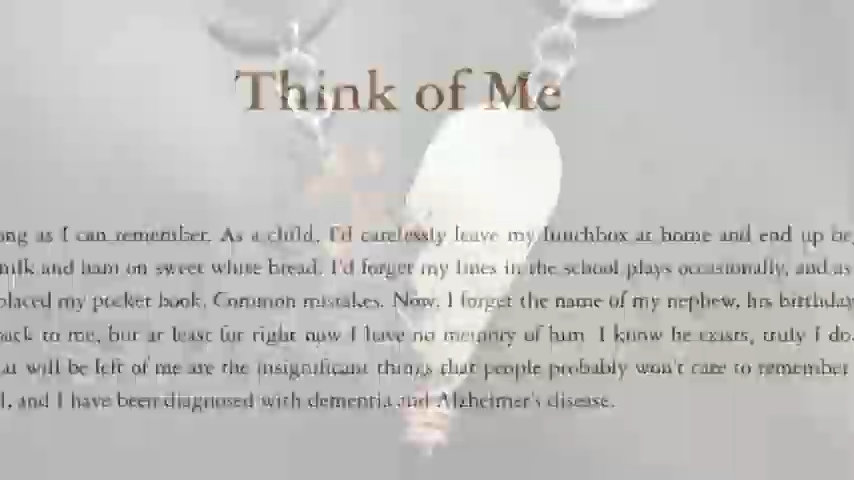 Think of Me
ong as I can remember. As a child, I'd carelessly leave my lunchbox at home and end up be
milk and ham on sweet white bread. I'd forget my lines in the school plays occasionally, and as
placed my pocket book. Common mistakes. Now, I forget the name of my nephew, his birthday
back to me, but at least for right now I have no memory of him. I know he exists, truly I do.
at will be left of me are the insignificant things that people probably won't care to remember
, and I have been diagnosed with dementia and Alzheimer's disease.